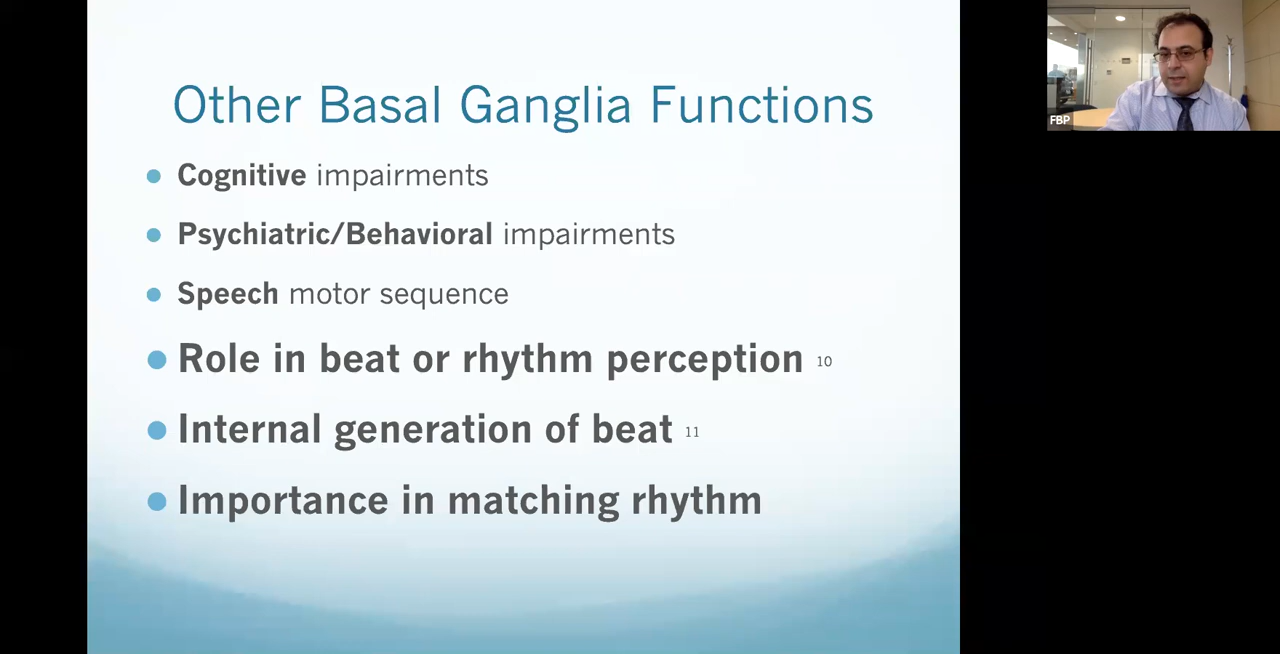 Other Basal Ganglia Functions
Cognitive impairments
Psychiatric/Behavioral impairments
Speech motor sequence
Role in beat or rhythm perception 10
Internal generation of beat 11
Importance in matching rhythm
FBP